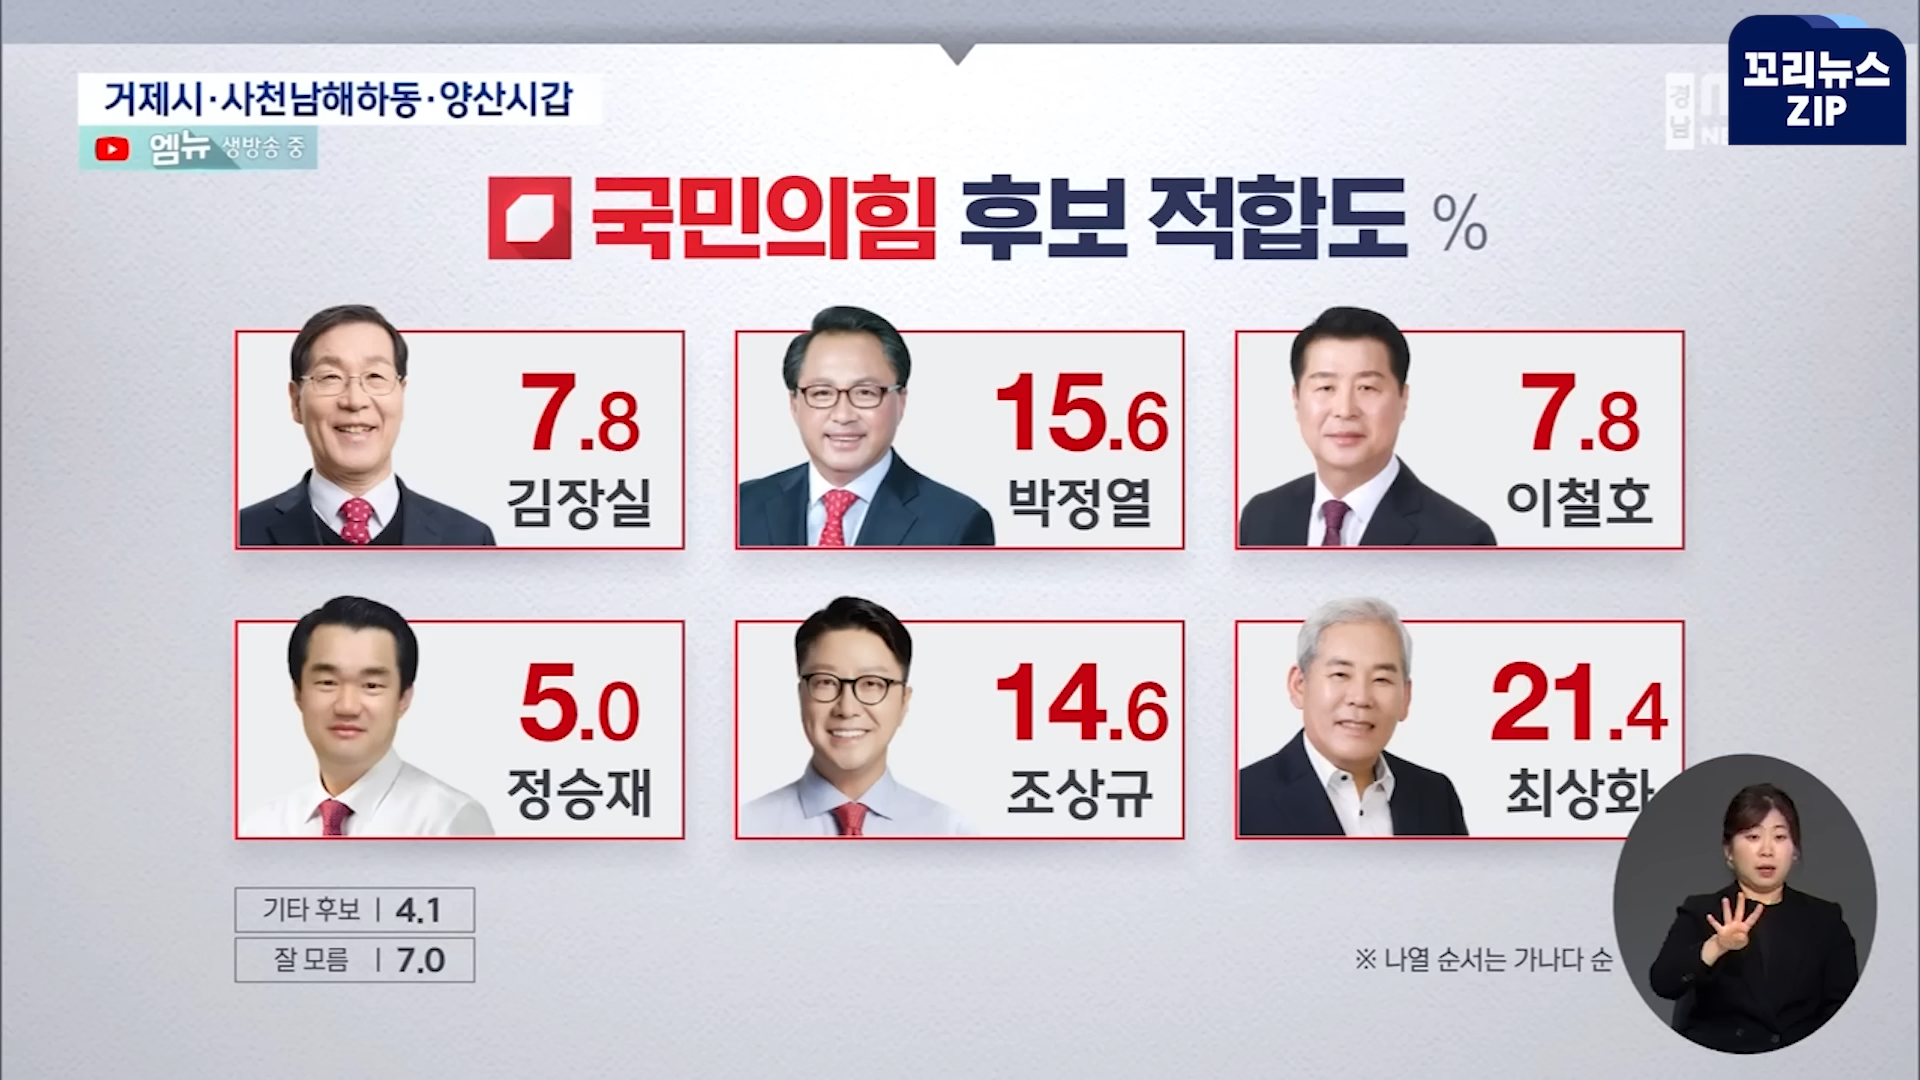 거제시·사천남해하동·양산시갑
꼬리뉴스
ZIP
엠뉴 생방송 중
경남
국민의힘 후보 적합도 %
7.8
김장실
15.6
박정열
7.8
이철호
5.0
정승재
14.6
조상규
21.4
최상화
기타 후보 | 4.1
잘 모름 | 7.0
※ 나열 순서는 가나다 순